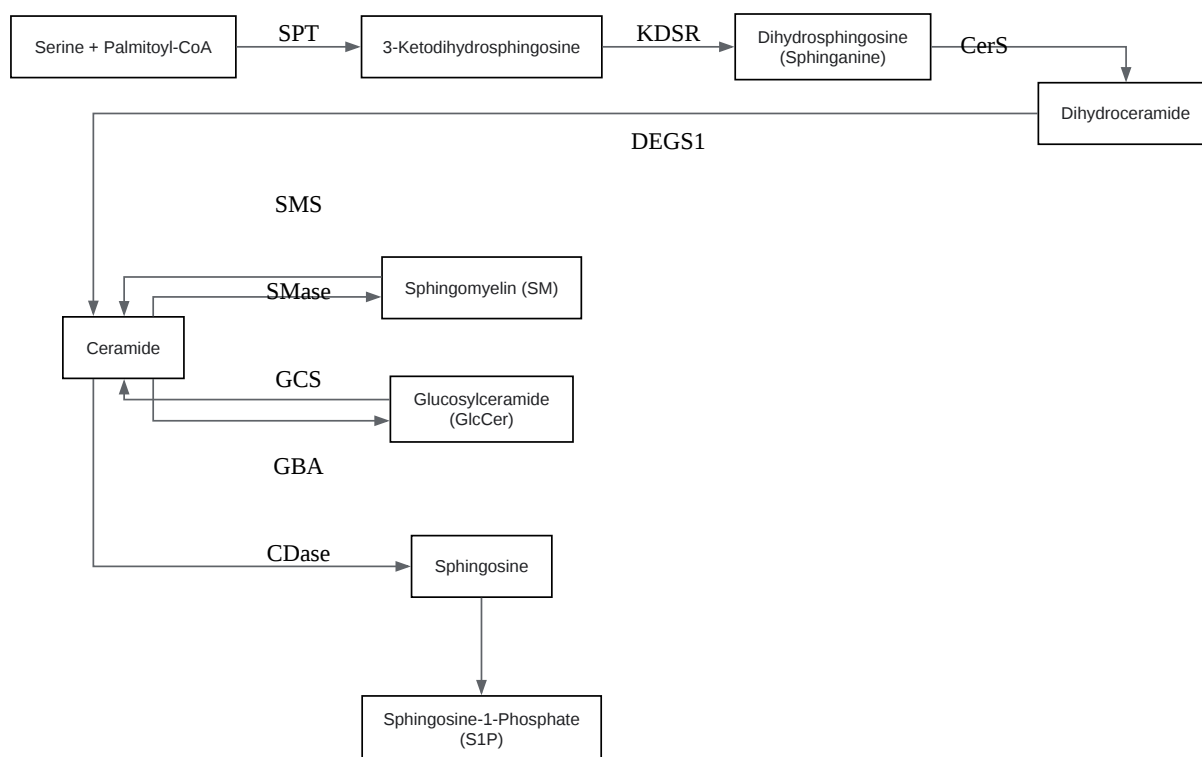 Serine + Palmitoyl-CoA
SPT
3-Ketodihydrosphingosine
KDSR
Dihydrosphingosine
(Sphinganine)
CerS
Dihydroceramide
DEGS1
SMS
Sphingomyelin (SM)
SMase
Ceramide
GCS
Glucosylceramide
(GlcCer)
GBA
CDase
Sphingosine
Sphingosine-1-Phosphate
(S1P)